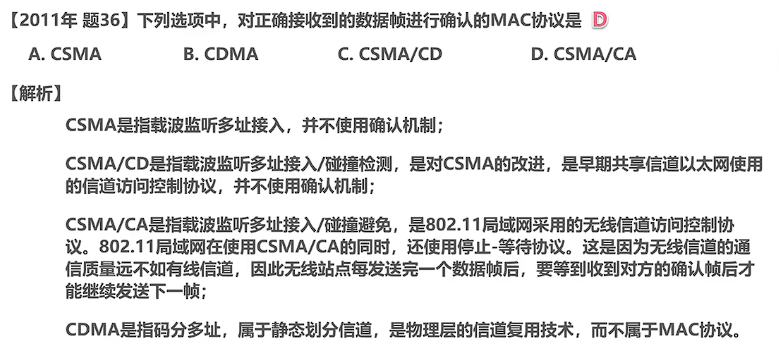 【2011年 题36】下列选项中，对正确接收到的数据帧进行确认的MAC协议是 D
A. CSMA B. CDMA C. CSMA/CD D. CSMA/CA
【解析】
CSMA是指载波监听多址接入，并不使用确认机制；
CSMA/CD是指载波监听多址接入/碰撞检测，是对CSMA的改进，是早期共享信道以太网使用
的信道访问控制协议，并不使用确认机制；
CSMA/CA是指载波监听多址接入/碰撞避免，是802.11局域网采用的无线信道访问控制协
议。802.11局域网在使用CSMA/CA的同时，还使用停止-等待协议。这是因为无线信道的通
信质量远不如有线信道，因此无线站点每发送完一个数据帧后，要等到收到对方的确认帧后才
能继续发送下一帧；
CDMA是指码分多址，属于静态划分信道，是物理层的信道复用技术，而不属于MAC协议。